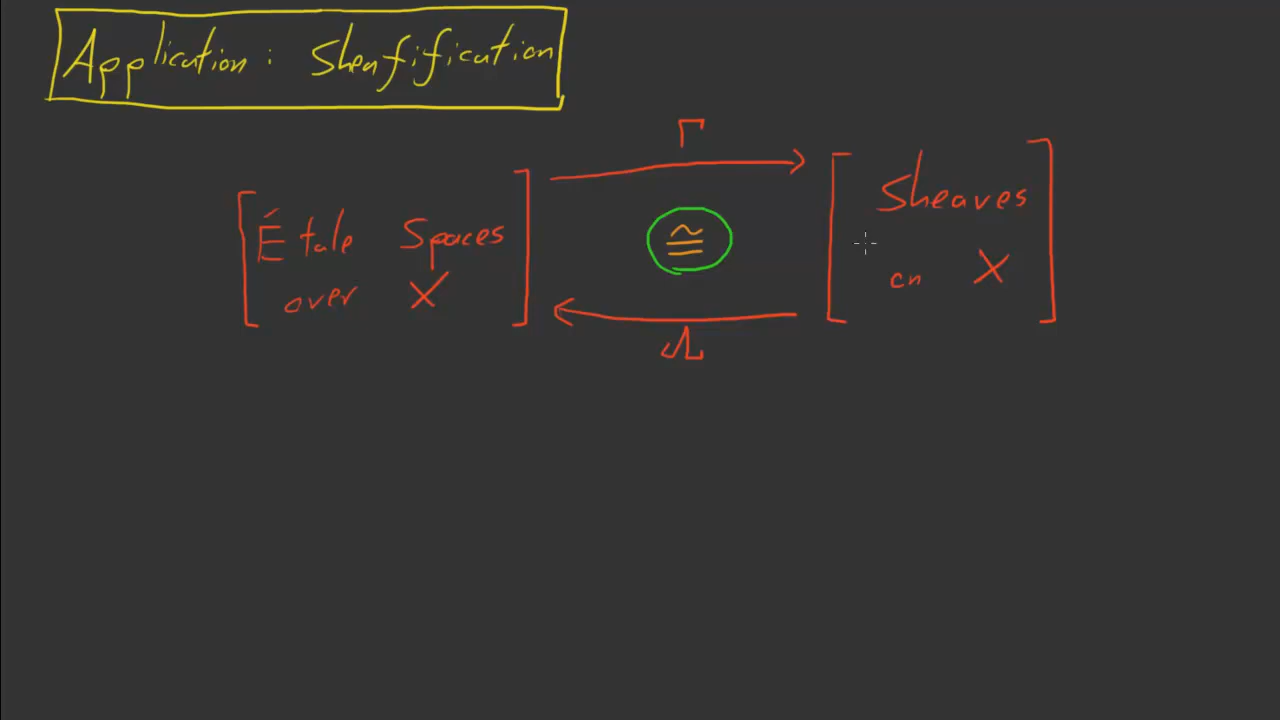 Application: Sheafification
Γ
Étale Spaces
over X
≅
Sheaves
on X
Λ